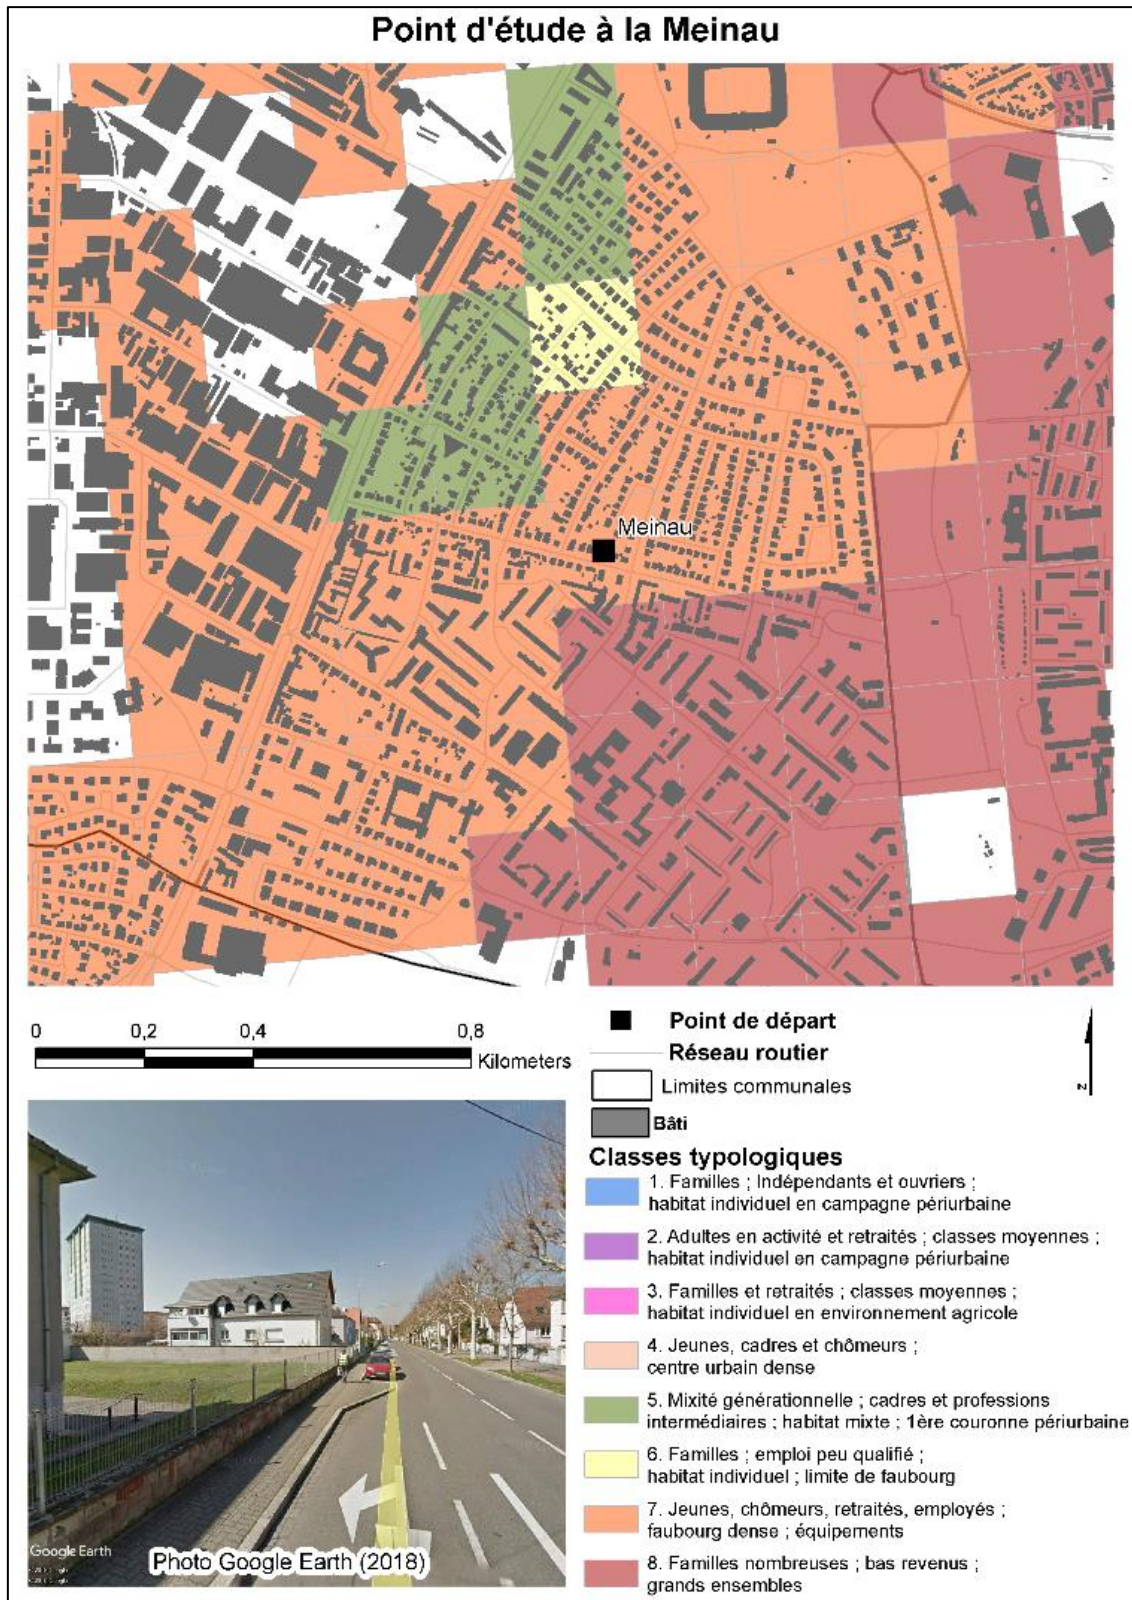 Point d'étude à la Meinau
Meinau
0 0,2 0,4 0,8
Kilometers
Point de départ
Réseau routier
Limites communales
Bâti
N
Classes typologiques
1. Familles ; Indépendants et ouvriers ;
habitat individuel en campagne périurbaine
2. Adultes en activité et retraités ; classes moyennes ;
habitat individuel en campagne périurbaine
3. Familles et retraités ; classes moyennes ;
habitat individuel en environnement agricole
4. Jeunes, cadres et chômeurs ;
centre urbain dense
5. Mixité générationnelle ; cadres et professions
intermédiaires ; habitat mixte ; 1ère couronne périurbaine
6. Familles ; emploi peu qualifié ;
habitat individuel ; limite de faubourg
7. Jeunes, chômeurs, retraités, employés ;
faubourg dense ; équipements
8. Familles nombreuses ; bas revenus ;
grands ensembles
Google Earth
Photo Google Earth (2018)